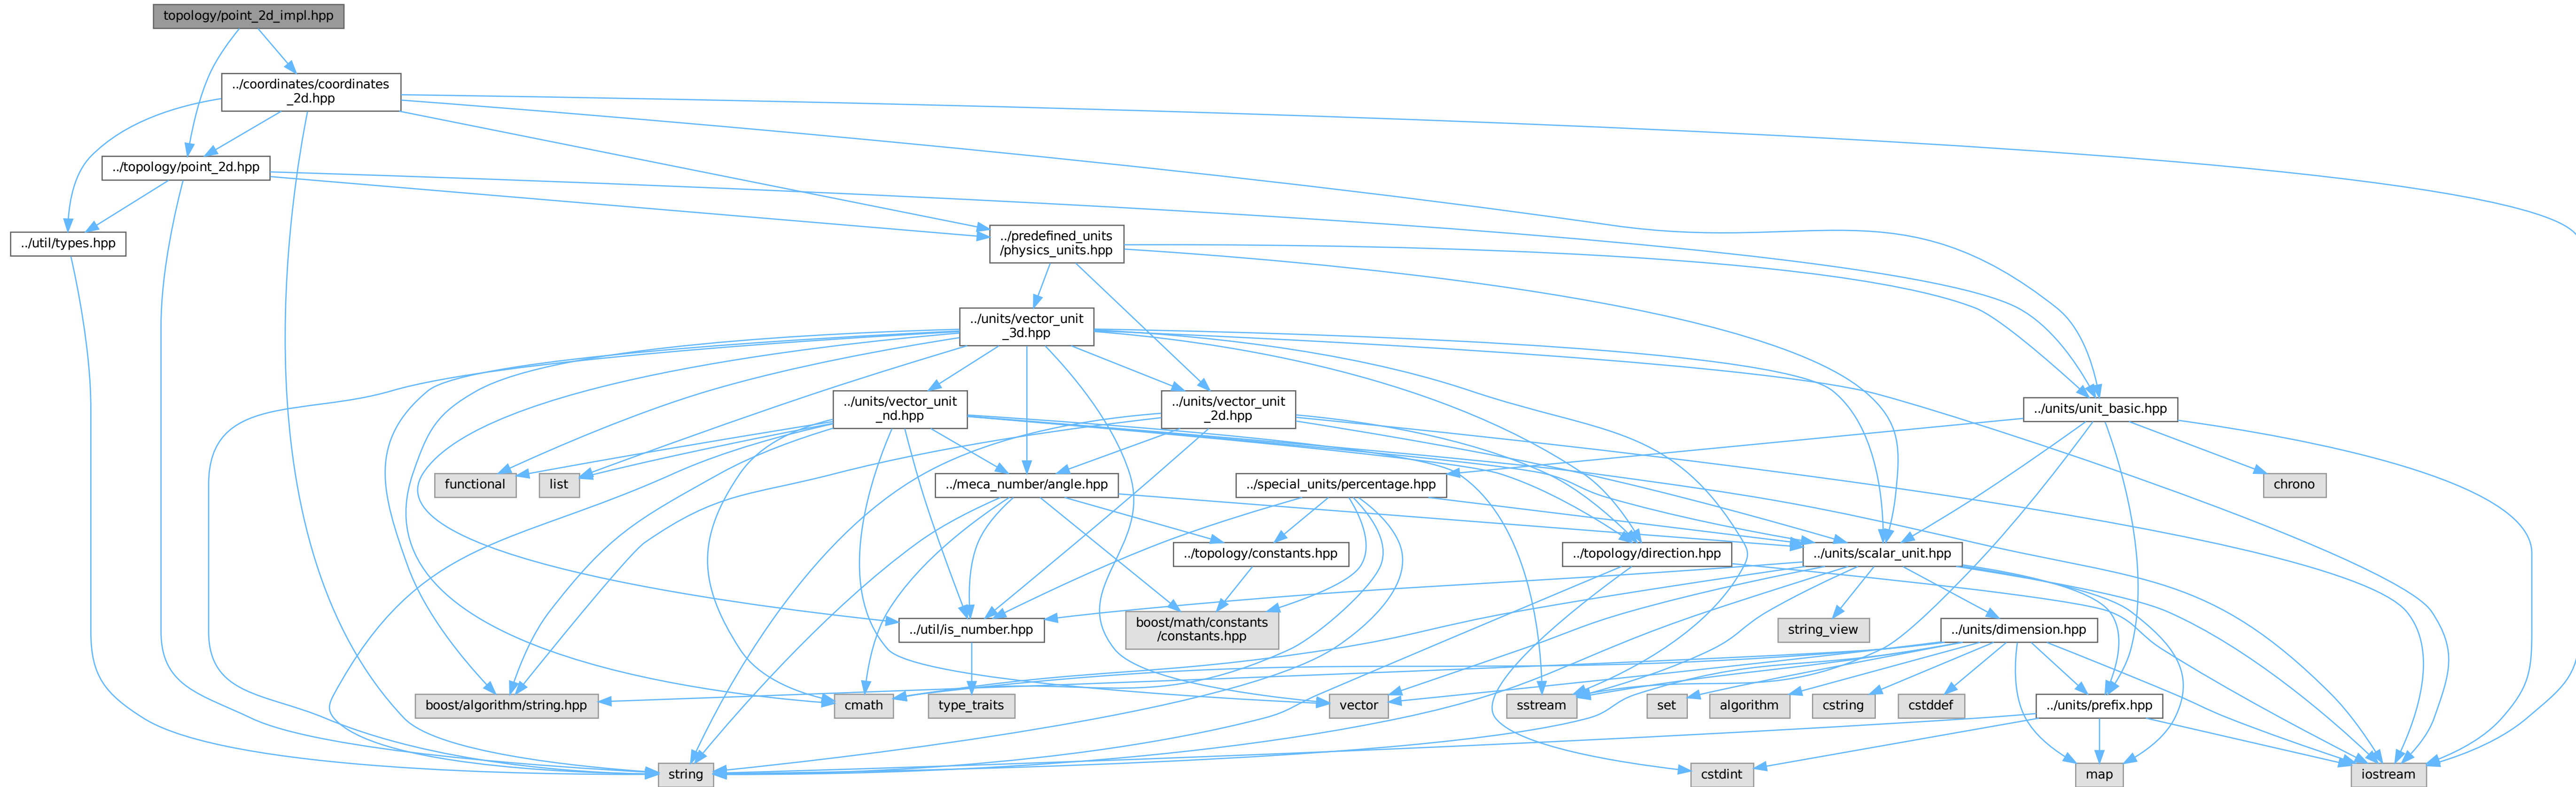 topology/point_2d_impl.hpp
../coordinates/coordinates
_2d.hpp
../topology/point_2d.hpp
../util/types.hpp
../predefined_units
/physics_units.hpp
../units/vector_unit
_3d.hpp
../units/vector_unit
_nd.hpp
../units/vector_unit
_2d.hpp
../units/unit_basic.hpp
functional
list
../meca_number/angle.hpp
../special_units/percentage.hpp
chrono
../topology/constants.hpp
../topology/direction.hpp
../units/scalar_unit.hpp
../util/is_number.hpp
boost/math/constants
/constants.hpp
string_view
../units/dimension.hpp
boost/algorithm/string.hpp
cmath
type_traits
vector
sstream
set
algorithm
cstring
cstddef
../units/prefix.hpp
string
cstdint
map
iostream